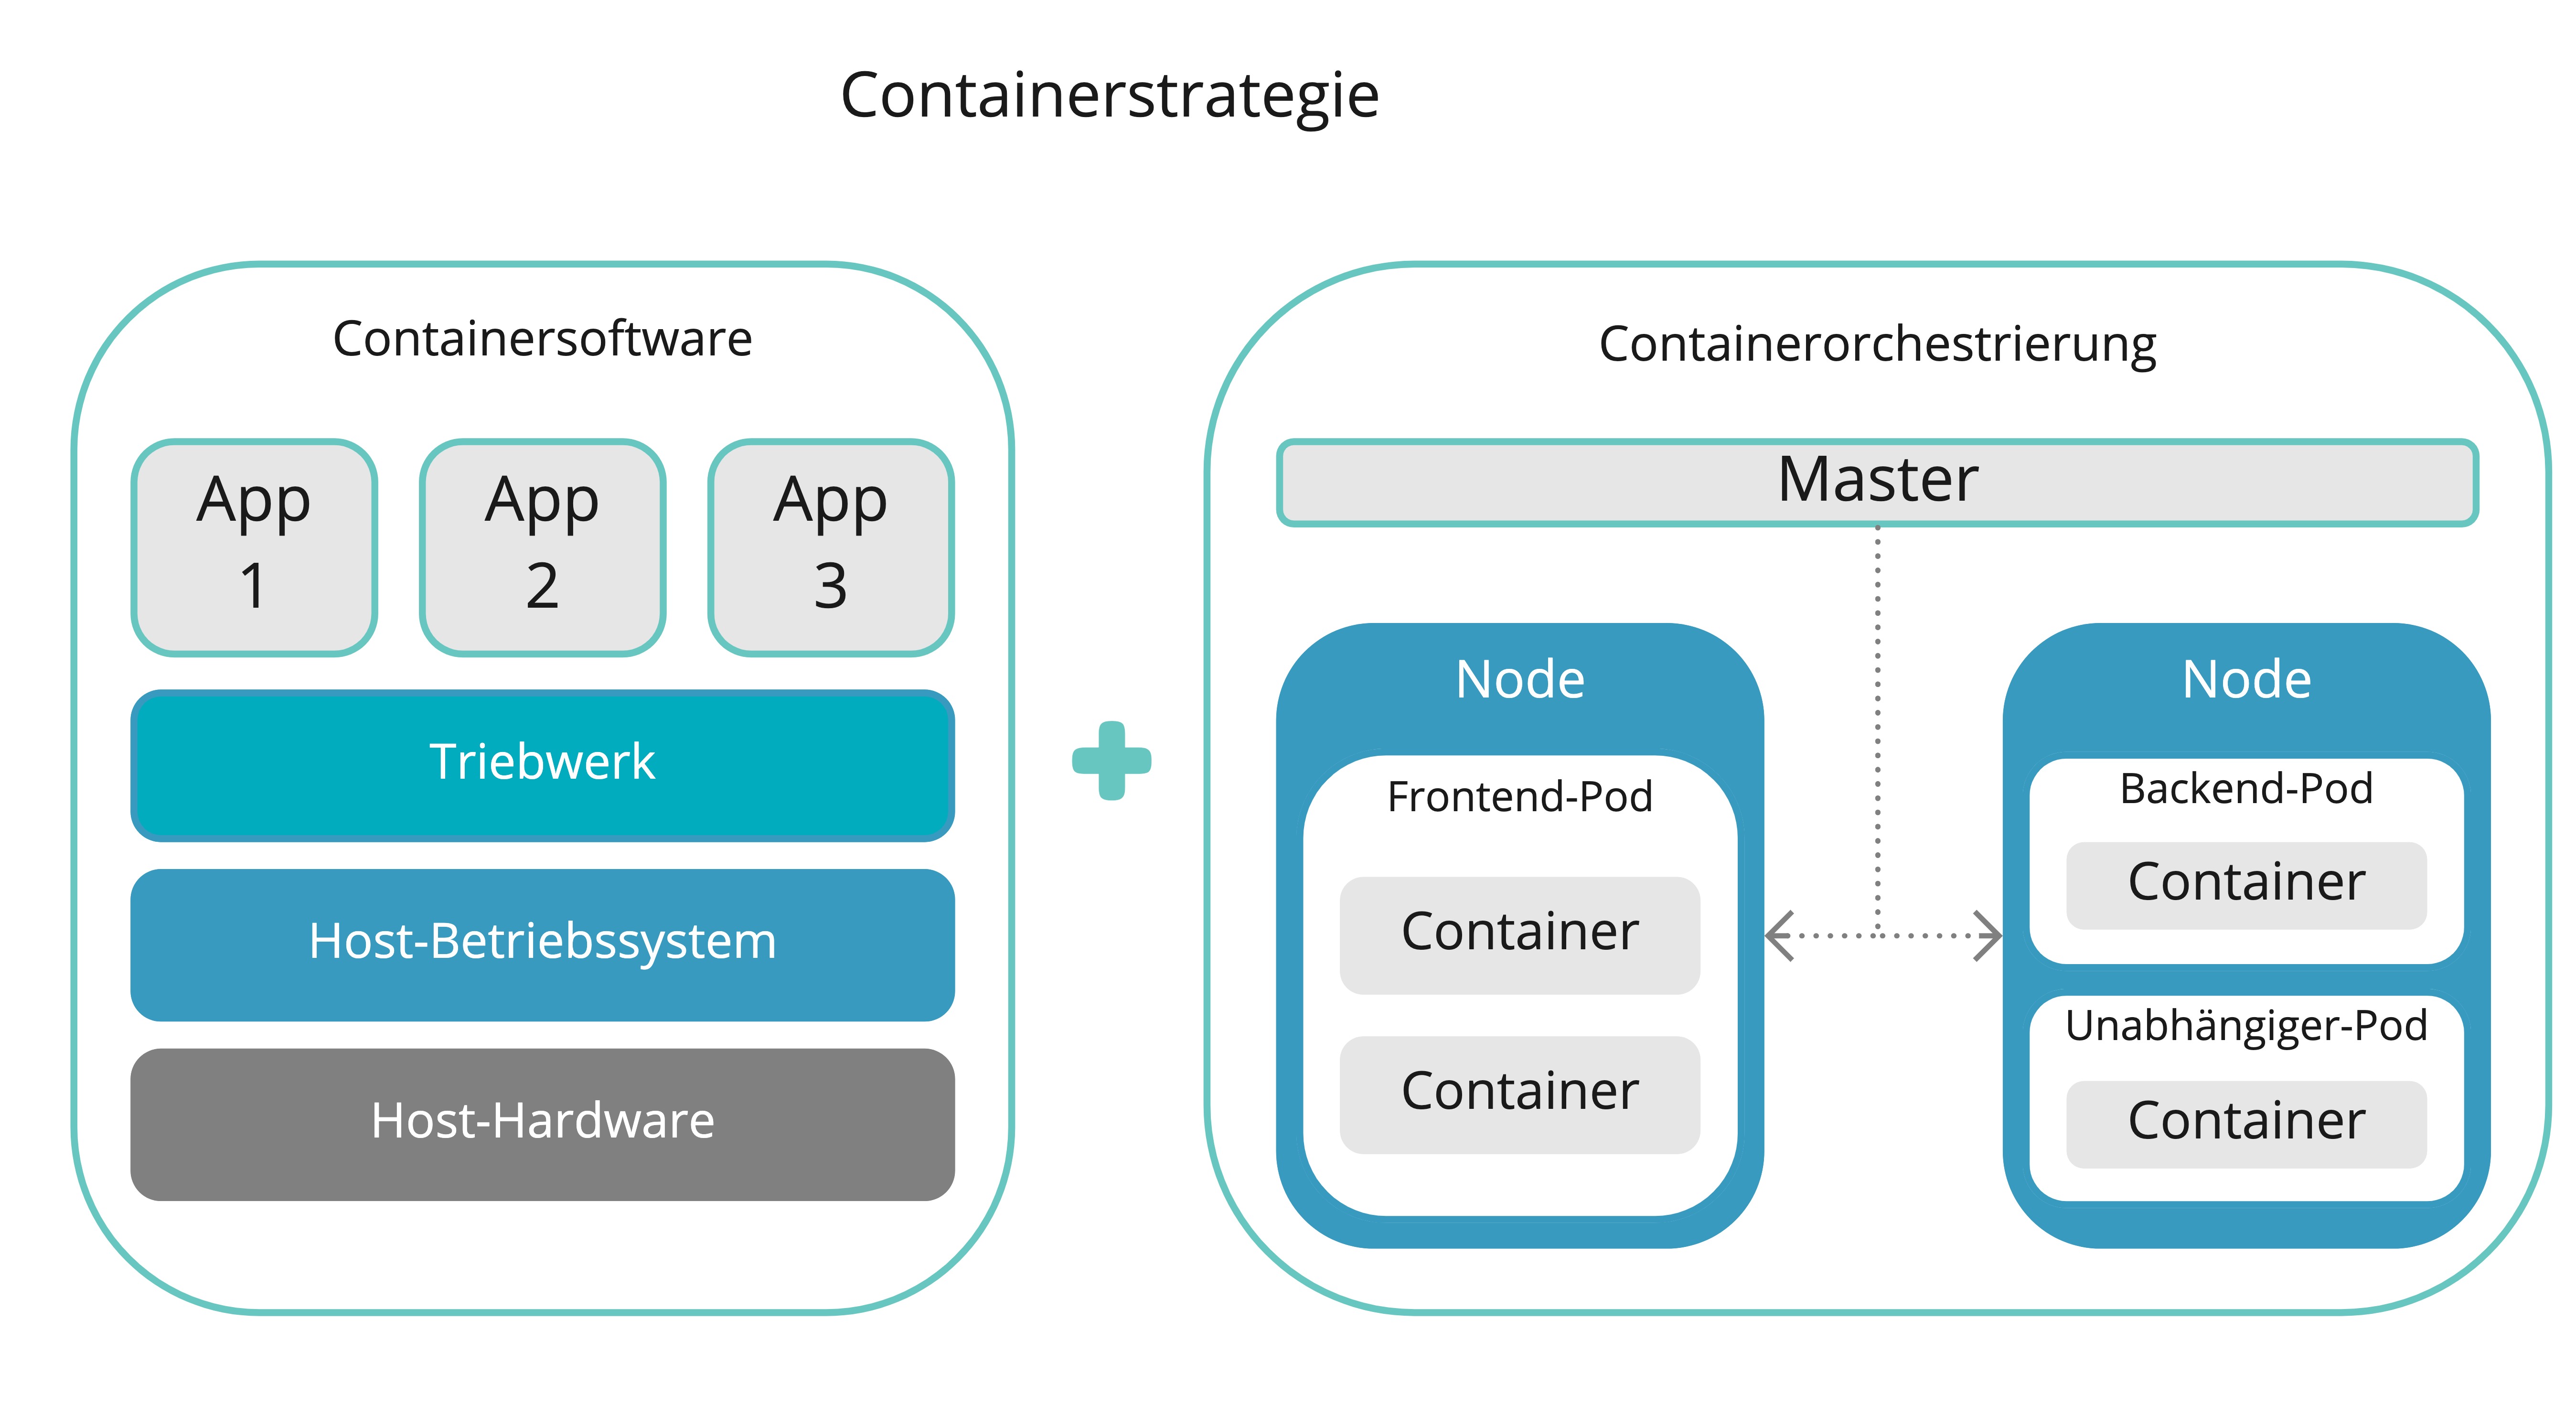 Containerstrategie
Containersoftware
App
1
App
2
App
3
Triebwerk
Host-Betriebssystem
Host-Hardware
Containerorchestrierung
Master
Node
Frontend-Pod
Container
Container
Node
Backend-Pod
Container
Unabhängiger-Pod
Container